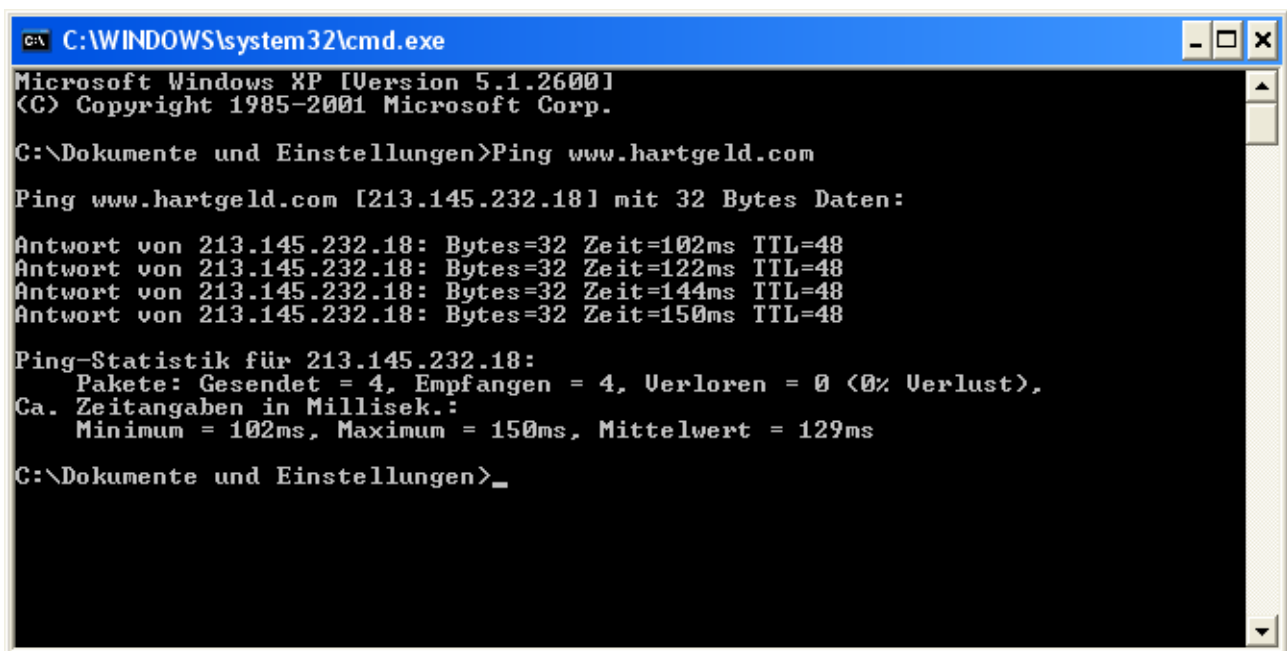 C:\WINDOWS\system32\cmd.exe
Microsoft Windows XP [Version 5.1.2600]
(C) Copyright 1985-2001 Microsoft Corp.
C:\Dokumente und Einstellungen>Ping www.hartgeld.com
Ping www.hartgeld.com [213.145.232.18] mit 32 Bytes Daten:
Antwort von 213.145.232.18: Bytes=32 Zeit=102ms TTL=48
Antwort von 213.145.232.18: Bytes=32 Zeit=122ms TTL=48
Antwort von 213.145.232.18: Bytes=32 Zeit=144ms TTL=48
Antwort von 213.145.232.18: Bytes=32 Zeit=150ms TTL=48
Ping-Statistik für 213.145.232.18:
    Pakete: Gesendet = 4, Empfangen = 4, Verloren = 0 (0% Verlust),
Ca. Zeitangaben in Millisek.:
    Minimum = 102ms, Maximum = 150ms, Mittelwert = 129ms
C:\Dokumente und Einstellungen>_